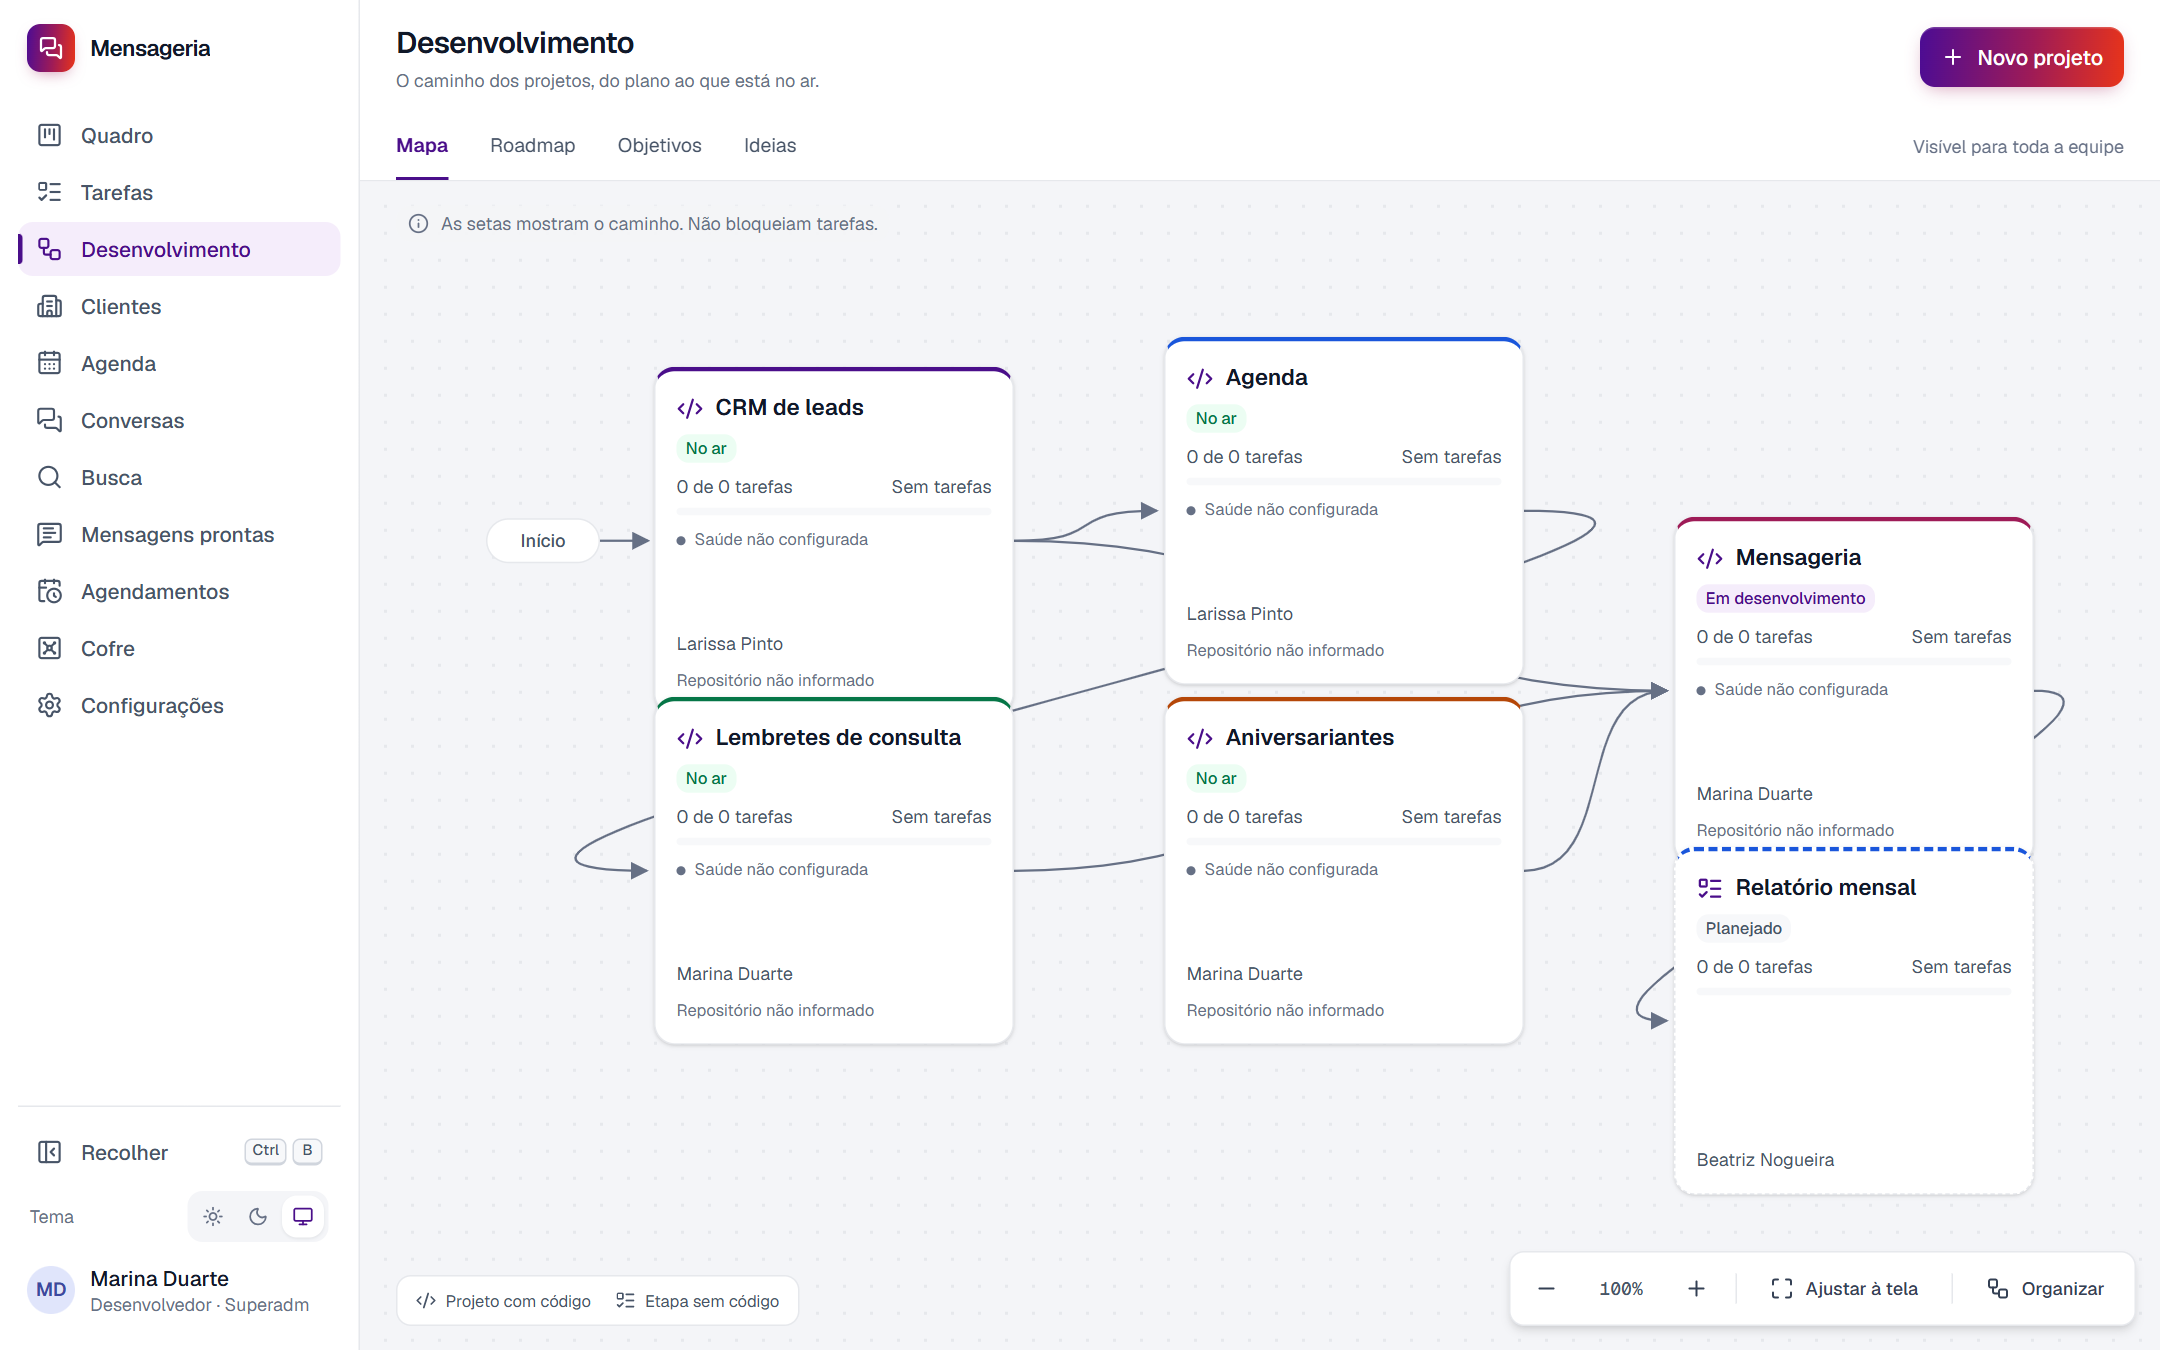 Mensageria
Quadro
Tarefas
Desenvolvimento
Clientes
Agenda
Conversas
Busca
Mensagens prontas
Agendamentos
Cofre
Configurações
Recolher Ctrl B
Tema
MD
Marina Duarte
Desenvolvedor · Superadm
Desenvolvimento
O caminho dos projetos, do plano ao que está no ar.
Novo projeto
Mapa Roadmap Objetivos Ideias
Visível para toda a equipe
As setas mostram o caminho. Não bloqueiam tarefas.
Início
CRM de leads
No ar
0 de 0 tarefas Sem tarefas
Saúde não configurada
Larissa Pinto
Repositório não informado
Agenda
No ar
0 de 0 tarefas Sem tarefas
Saúde não configurada
Larissa Pinto
Repositório não informado
Lembretes de consulta
No ar
0 de 0 tarefas Sem tarefas
Saúde não configurada
Marina Duarte
Repositório não informado
Aniversariantes
No ar
0 de 0 tarefas Sem tarefas
Saúde não configurada
Marina Duarte
Repositório não informado
Mensageria
Em desenvolvimento
0 de 0 tarefas Sem tarefas
Saúde não configurada
Marina Duarte
Repositório não informado
Relatório mensal
Planejado
0 de 0 tarefas Sem tarefas
Beatriz Nogueira
Projeto com código Etapa sem código
100% Ajustar à tela Organizar